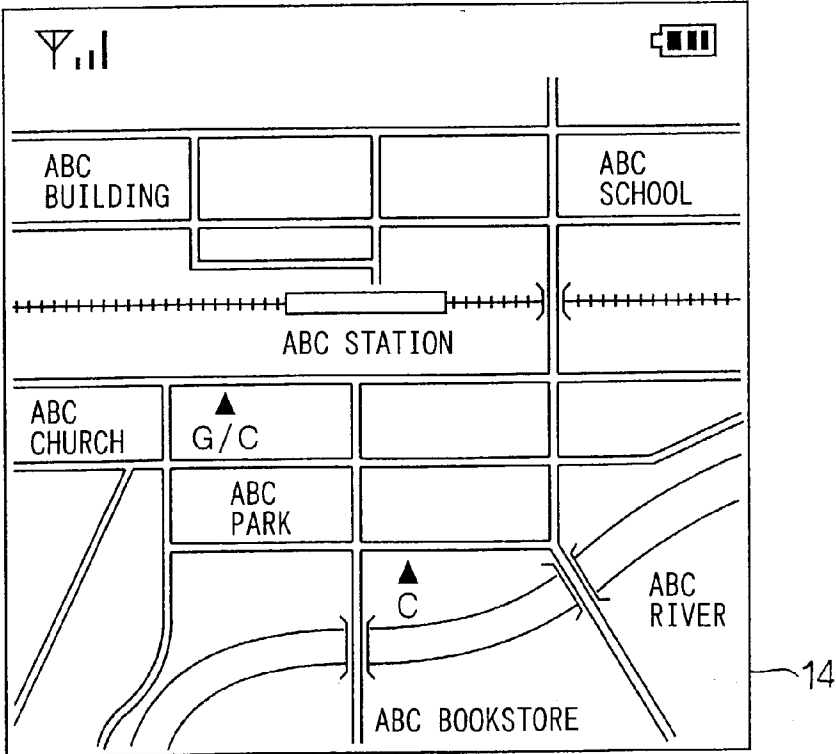 ABC
BUILDING
ABC
SCHOOL
ABC STATION
ABC
CHURCH
G/C
ABC
PARK
C
ABC
RIVER
14
ABC BOOKSTORE